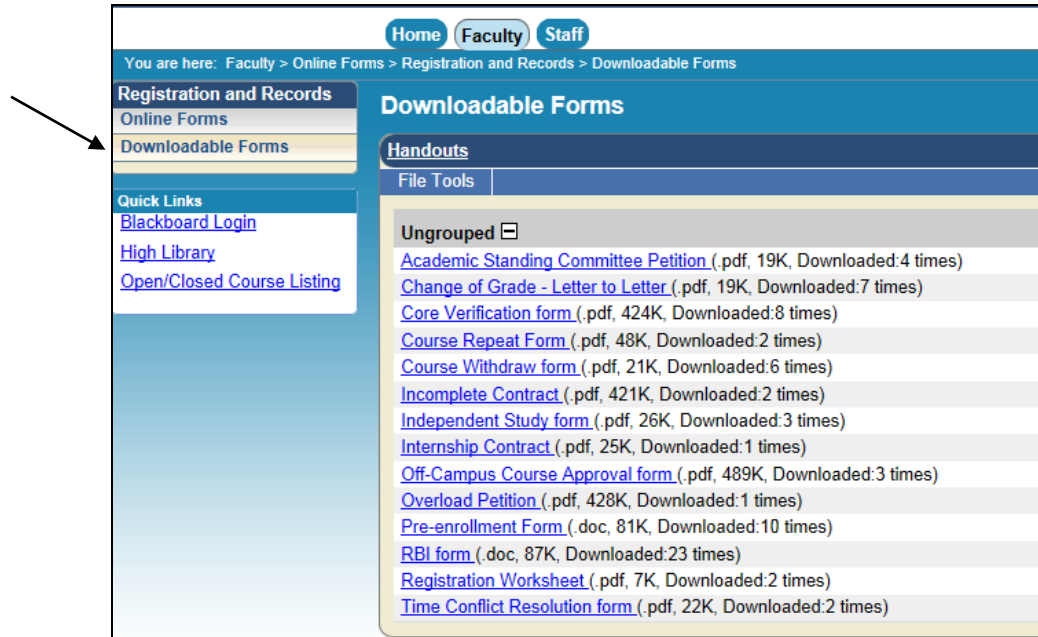 Home Faculty Staff
You are here: Faculty > Online Forms > Registration and Records > Downloadable Forms
Registration and Records
Online Forms
Downloadable Forms
Quick Links
Blackboard Login
High Library
Open/Closed Course Listing
Downloadable Forms
Handouts
File Tools
Ungrouped
Academic Standing Committee Petition (.pdf, 19K, Downloaded:4 times)
Change of Grade - Letter to Letter (.pdf, 19K, Downloaded:7 times)
Core Verification form (.pdf, 424K, Downloaded:8 times)
Course Repeat Form (.pdf, 48K, Downloaded:2 times)
Course Withdraw form (.pdf, 21K, Downloaded:6 times)
Incomplete Contract (.pdf, 421K, Downloaded:2 times)
Independent Study form (.pdf, 26K, Downloaded:3 times)
Internship Contract (.pdf, 25K, Downloaded:1 times)
Off-Campus Course Approval form (.pdf, 489K, Downloaded:3 times)
Overload Petition (.pdf, 428K, Downloaded:1 times)
Pre-enrollment Form (.doc, 81K, Downloaded:10 times)
RBI form (.doc, 87K, Downloaded:23 times)
Registration Worksheet (.pdf, 7K, Downloaded:2 times)
Time Conflict Resolution form (.pdf, 22K, Downloaded:2 times)